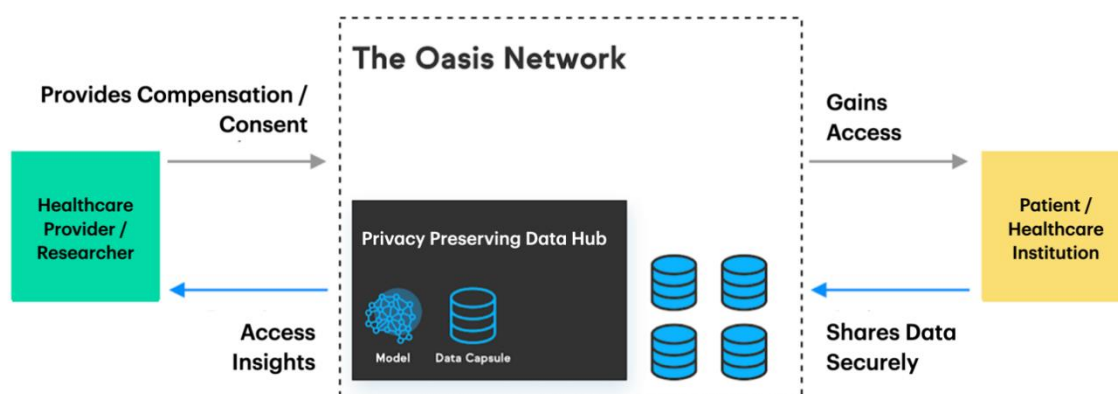 The Oasis Network
Provides Compensation /
Consent
Gains
Access
Healthcare
Provider /
Researcher
Privacy Preserving Data Hub
Model
Data Capsule
Patient /
Healthcare
Institution
Access
Insights
Shares Data
Securely